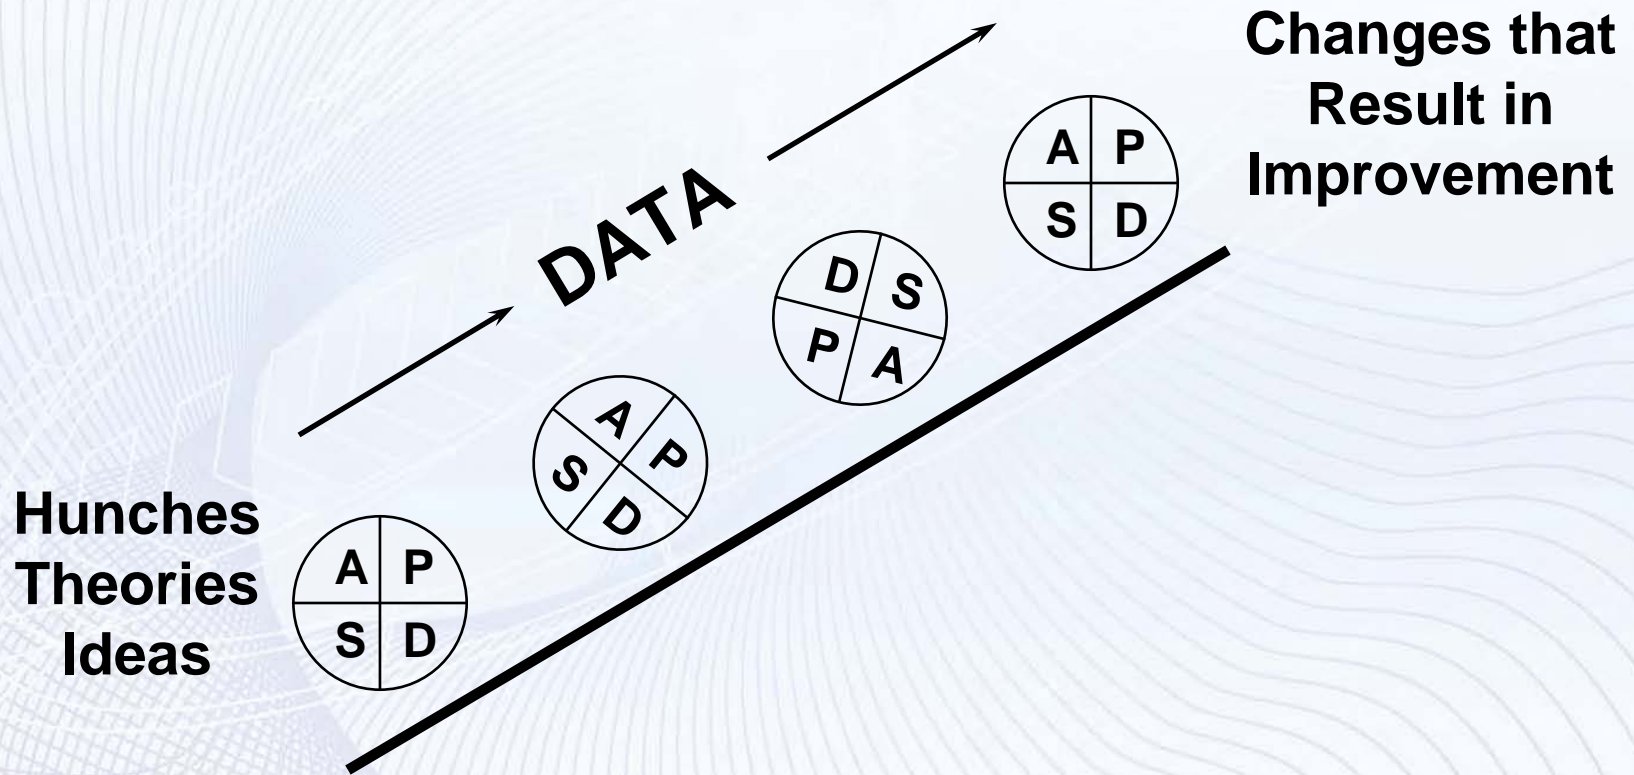 Changes that
Result in
Improvement
DATA
A P
S D
D S
P A
A P
S D
Hunches
Theories
Ideas
A P
S D